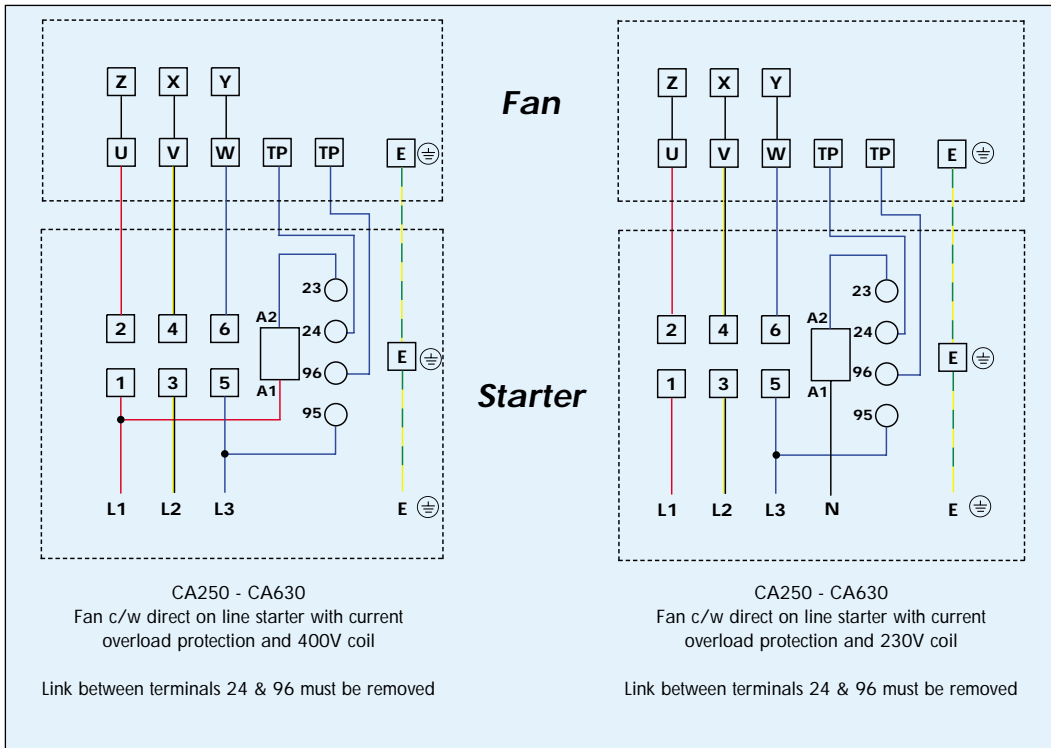 Z X Y
U V W TP TP E
Fan
Z X Y
U V W TP TP E
23
A2
2 4 6 24
96 E
1 3 5 A1
95
L1 L2 L3 E
Starter
23
A2
2 4 6 24
96 E
1 3 5 A1
95
L1 L2 L3 N E
CA250 - CA630
Fan c/w direct on line starter with current
overload protection and 400V coil
Link between terminals 24 & 96 must be removed
CA250 - CA630
Fan c/w direct on line starter with current
overload protection and 230V coil
Link between terminals 24 & 96 must be removed